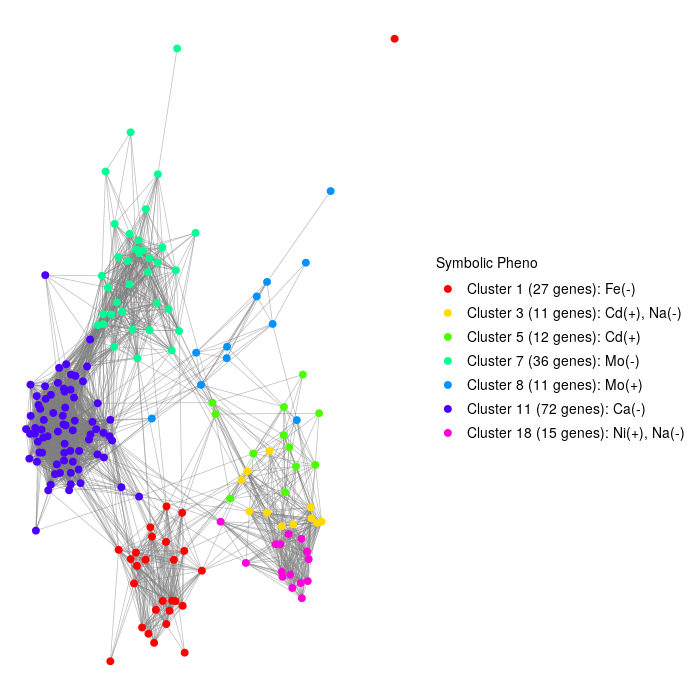 Symbolic Pheno
Cluster 1 (27 genes): Fe(-)
Cluster 3 (11 genes): Cd(+), Na(-)
Cluster 5 (12 genes): Cd(+)
Cluster 7 (36 genes): Mo(-)
Cluster 8 (11 genes): Mo(+)
Cluster 11 (72 genes): Ca(-)
Cluster 18 (15 genes): Ni(+), Na(-)